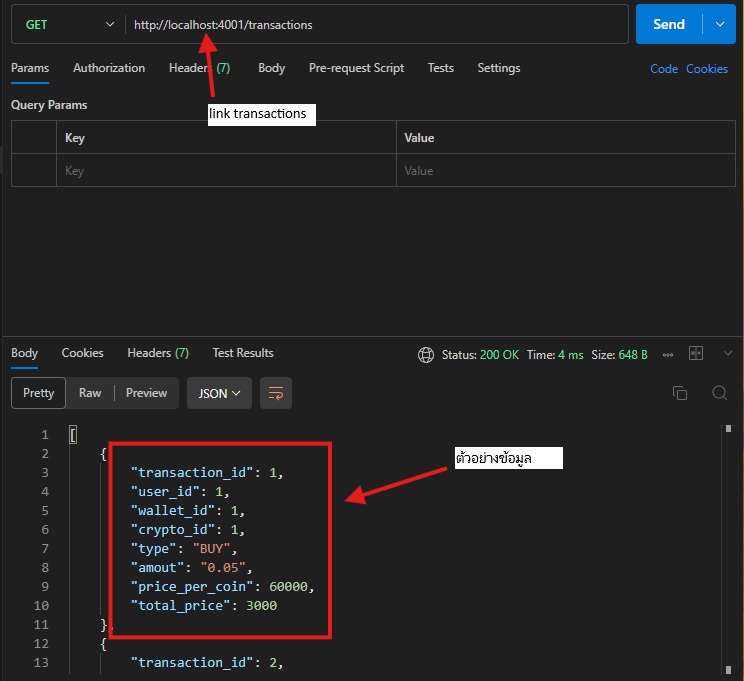 GET http://localhost:4001/transactions Send
Params Authorization Headers (7) Body Pre-request Script Tests Settings Code Cookies
link transactions
Query Params
Key Value
Key Value
Body Cookies Headers (7) Test Results Status: 200 OK Time: 4 ms Size: 648 B
Pretty Raw Preview JSON
1 [
2 {
ตัวอย่างข้อมูล
3 "transaction_id": 1,
4 "user_id": 1,
5 "wallet_id": 1,
6 "crypto_id": 1,
7 "type": "BUY",
8 "amout": "0.05",
9 "price_per_coin": 60000,
10 "total_price": 3000
11 },
12 {
13 "transaction_id": 2,